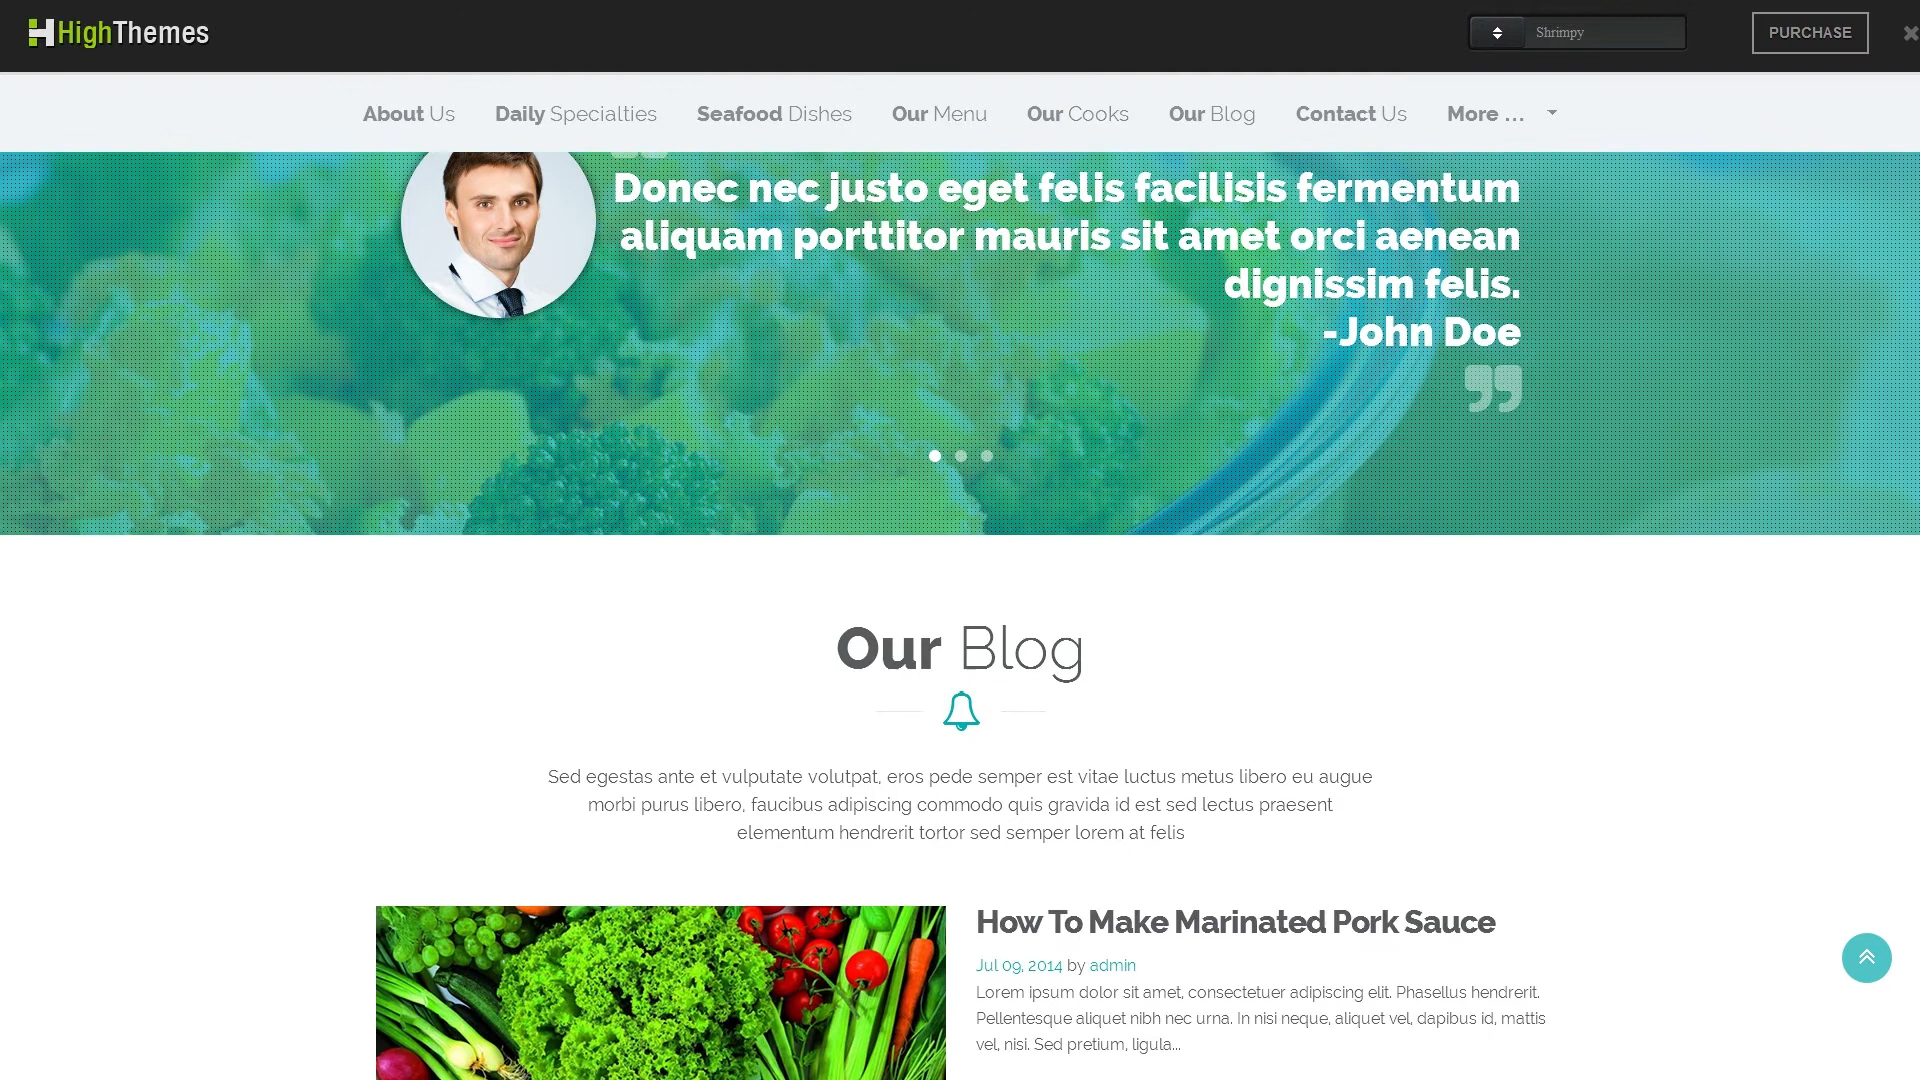 HighThemes
Shrimpy
PURCHASE
About Us
Daily Specialties
Seafood Dishes
Our Menu
Our Cooks
Our Blog
Contact Us
More ...
Donec nec justo eget felis facilisis fermentum
aliquam porttitor mauris sit amet orci aenean
dignissim felis.
-John Doe
Our Blog
Sed egestas ante et vulputate volutpat, eros pede semper est vitae luctus metus libero eu augue
morbi purus libero, faucibus adipiscing commodo quis gravida id est sed lectus praesent
elementum hendrerit tortor sed semper lorem at felis
How To Make Marinated Pork Sauce
Jul 09, 2014 by admin
Lorem ipsum dolor sit amet, consectetuer adipiscing elit. Phasellus hendrerit.
Pellentesque aliquet nibh nec urna. In nisi neque, aliquet vel, dapibus id, mattis
vel, nisi. Sed pretium, ligula...